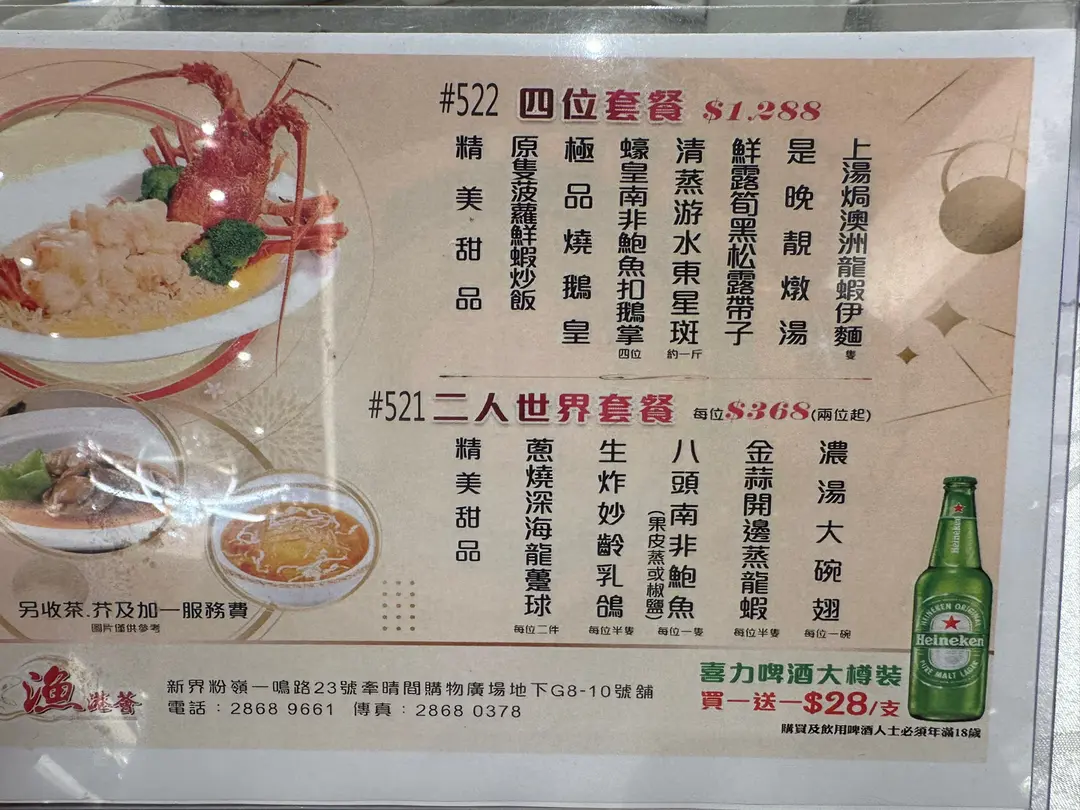 #522 四位套餐 $1,288
上湯焗澳洲龍蝦伊麵 隻
是晚靚燉湯
鮮露筍黑松露帶子
清蒸游水東星斑 約一斤
蠔皇南非鮑魚扣鵝掌 四位
極品燒鵝皇
原隻菠蘿鮮蝦炒飯
精美甜品
#521 二人世界套餐 每位$368(兩位起)
濃湯大碗翅 每位一碗
金蒜開邊蒸龍蝦 每位半隻
八頭南非鮑魚 每位一隻
(果皮蒸或椒鹽)
生炸妙齡乳鴿 每位半隻
蔥燒深海龍躉球 每位二件
精美甜品
另收茶.芥及加一服務費
圖片僅供參考
漁
薈
新界粉嶺一鳴路23號牽晴間購物廣場地下G8-10號舖
電話：2868 9661 傳真：2868 0378
喜力啤酒大樽裝
買一送一$28/支
購買及飲用啤酒人士必須年滿18歲
Heineken
HEINEKEN ORIGINAL
Heineken
PURE MALT LAGER